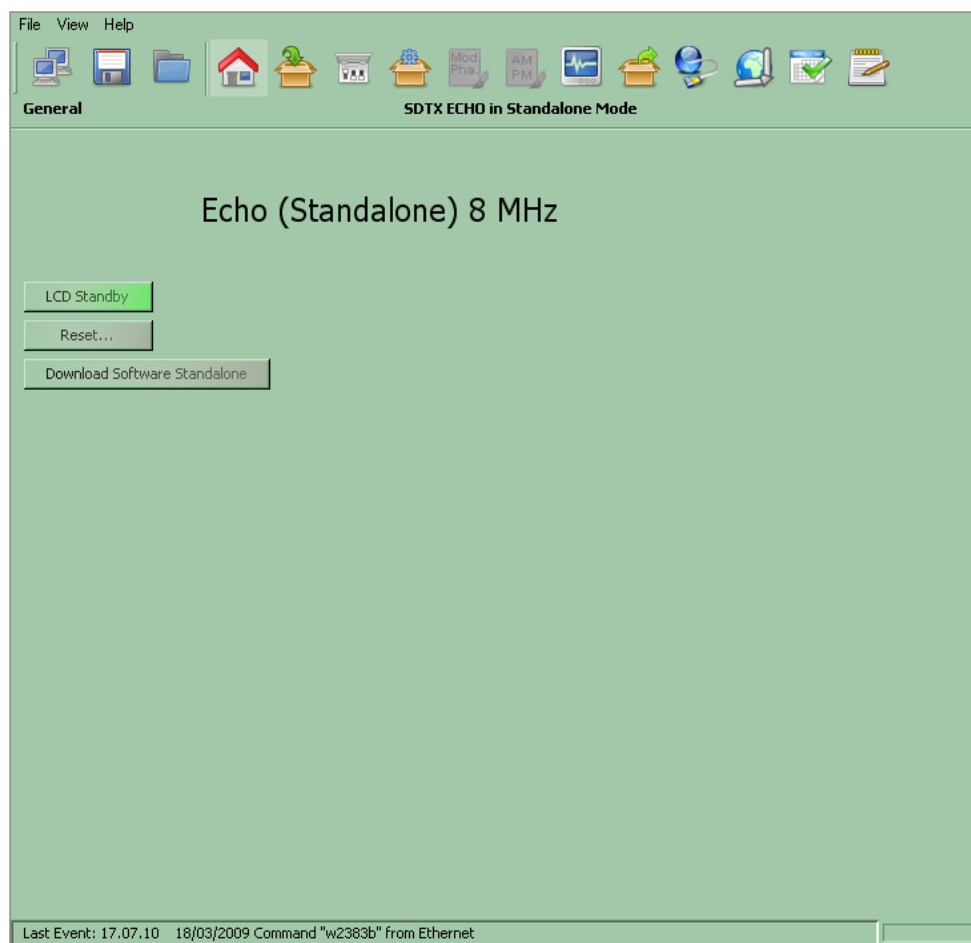 File View Help
Mod. Pha.
AM PM
General SDTX ECHO in Standalone Mode
Echo (Standalone) 8 MHz
LCD Standby
Reset...
Download Software Standalone
Last Event: 17.07.10 18/03/2009 Command "w2383b" from Ethernet